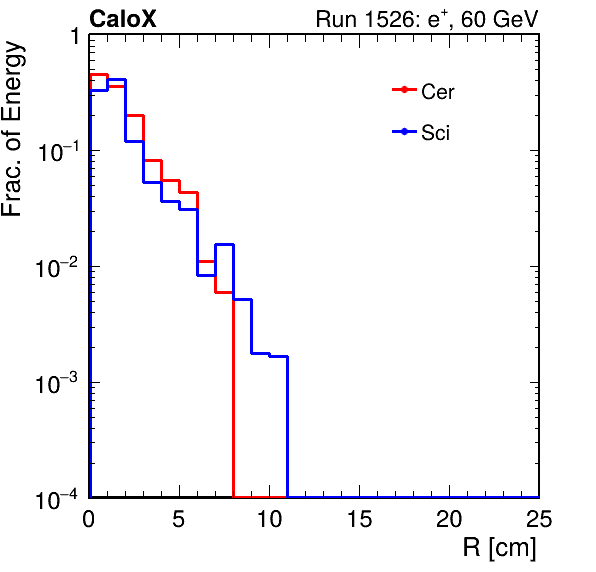 CaloX Run 1526: e⁺, 60 GeV
Frac. of Energy
1
10⁻¹
10⁻²
10⁻³
10⁻⁴
Cer
Sci
0 5 10 15 20 25
R [cm]